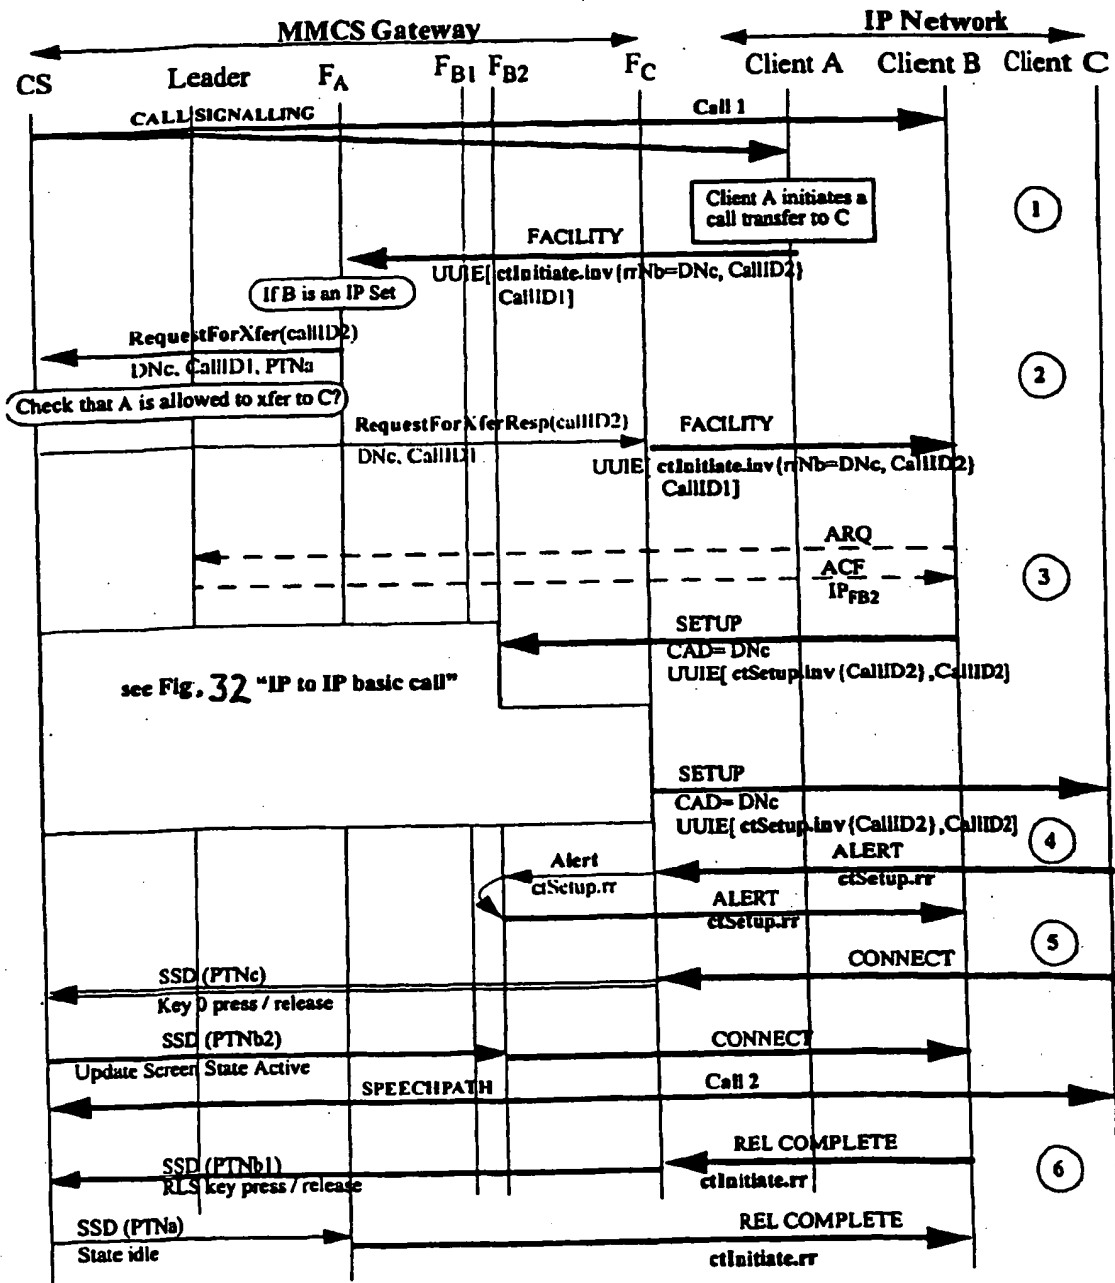 MMCS Gateway
IP Network
CS
Leader
FA
FB1
FB2
FC
Client A
Client B
Client C
CALL SIGNALLING
Call 1
Client A initiates a
call transfer to C
1
FACILITY
UUIE[ ctInitiate.inv{rrNb=DNc, CallID2}
CallID1]
If B is an IP Set
RequestForXfer(callID2)
DNc, CallID1, PTNa
2
Check that A is allowed to xfer to C?
RequestForXferResp(callID2)
DNc, CallID1
FACILITY
UUIE[ ctInitiate.inv{rrNb=DNc, CallID2}
CallID1]
ARQ
ACF
IPFB2
3
SETUP
CAD= DNc
UUIE[ ctSetup.inv{CallID2},CallID2]
see Fig. 32 "IP to IP basic call"
SETUP
CAD= DNc
UUIE[ ctSetup.inv{CallID2},CallID2]
4
Alert
ctSetup.rr
ALERT
ctSetup.rr
ALERT
ctSetup.rr
5
CONNECT
SSD (PTNc)
Key 0 press / release
SSD (PTNb2)
Update Screen State Active
CONNECT
SPEECHPATH
Call 2
REL COMPLETE
ctInitiate.rr
6
SSD (PTNb1)
RLS key press / release
SSD (PTNa)
State idle
REL COMPLETE
ctInitiate.rr